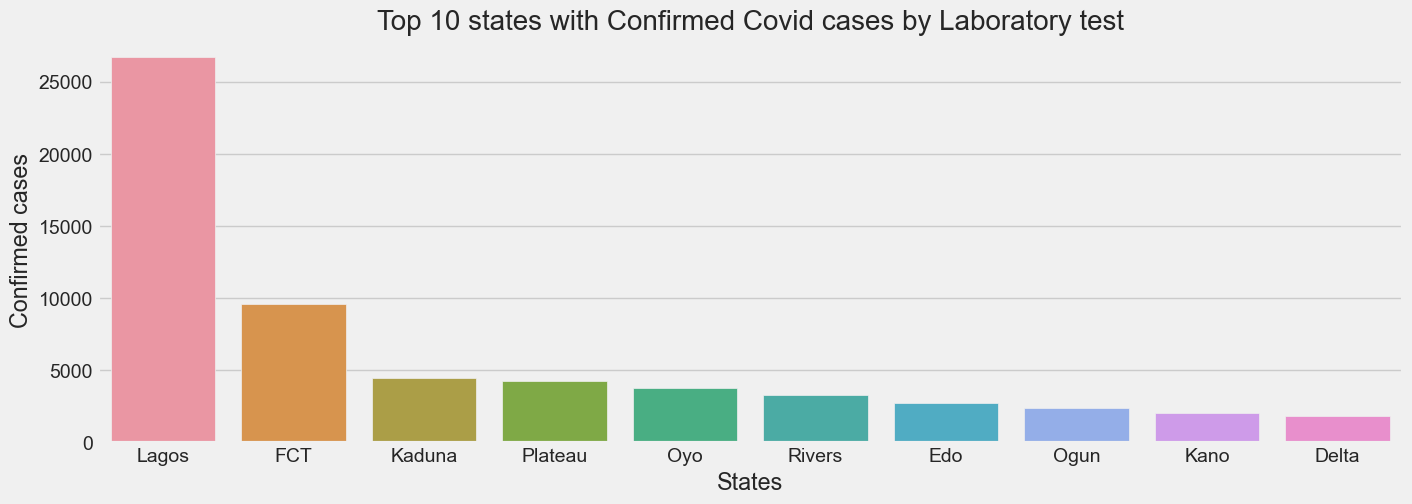 Top 10 states with Confirmed Covid cases by Laboratory test
Confirmed cases
25000
20000
15000
10000
5000
0
Lagos FCT Kaduna Plateau Oyo Rivers Edo Ogun Kano Delta
States